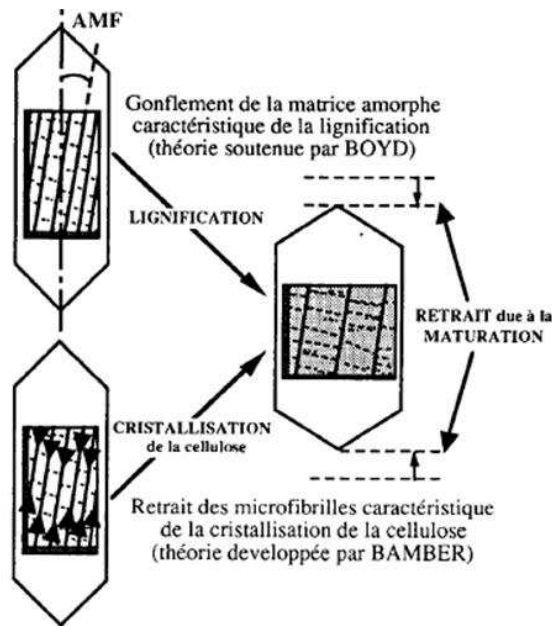 AMF
Gonflement de la matrice amorphe
caractéristique de la lignification
(théorie soutenue par BOYD)
LIGNIFICATION
RETRAIT due à la
MATURATION
CRISTALLISATION
de la cellulose
Retrait des microfibrilles caractéristique
de la cristallisation de la cellulose
(théorie developpée par BAMBER)